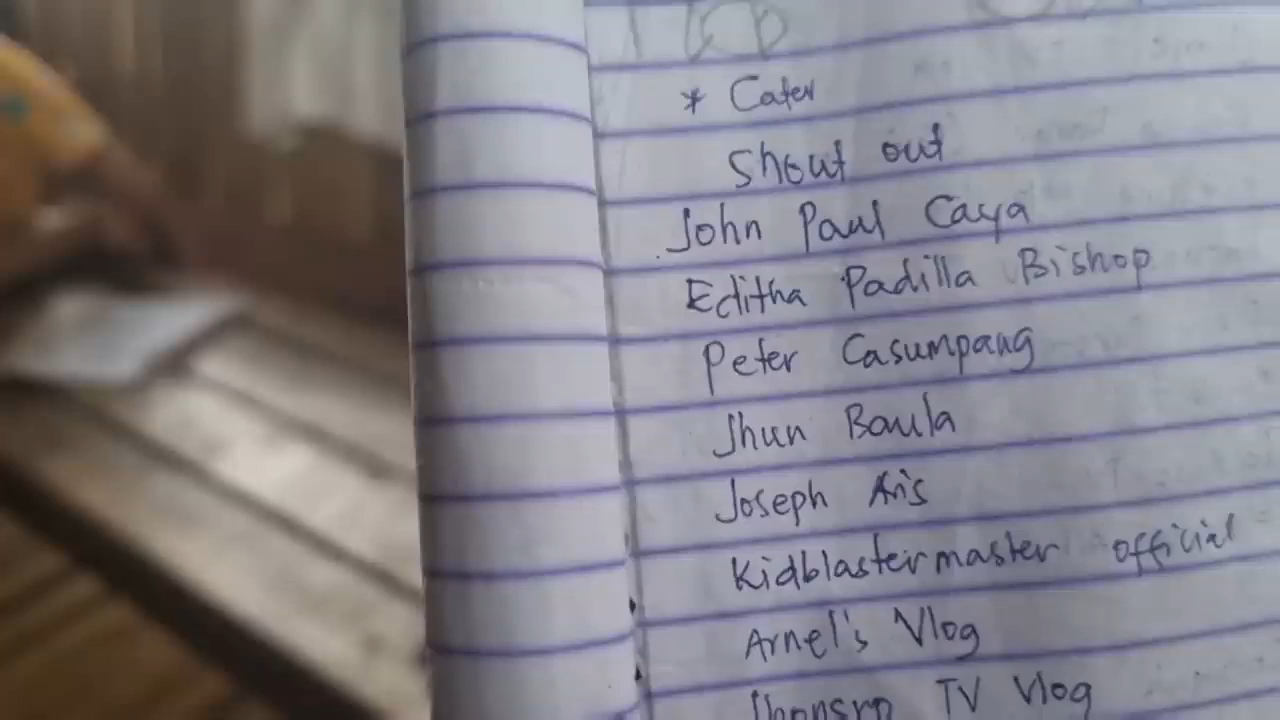 * Cater
Shout out
John Paul Caya
Editha Padilla Bishop
Peter Casumpang
Jhun Baula
Joseph Aris
Kidblastermaster official
Arnel's Vlog
TV Vlog